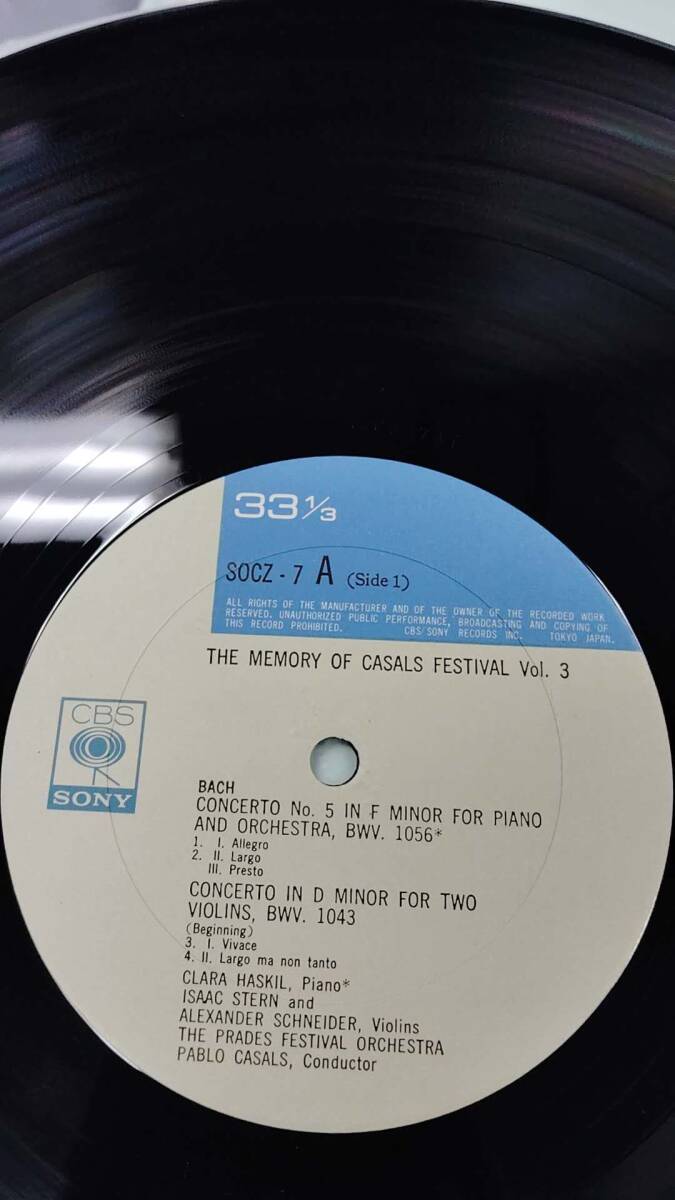 33 1/3
SOCZ - 7 A (Side 1)
ALL RIGHTS OF THE MANUFACTURER AND OF THE OWNER OF THE RECORDED WORK
RESERVED. UNAUTHORIZED PUBLIC PERFORMANCE, BROADCASTING AND COPYING OF
THIS RECORD PROHIBITED. CBS/SONY RECORDS INC. TOKYO JAPAN.
THE MEMORY OF CASALS FESTIVAL Vol. 3
CBS
SONY
BACH
CONCERTO No. 5 IN F MINOR FOR PIANO
AND ORCHESTRA, BWV. 1056*
1. I. Allegro
2. II. Largo
III. Presto
CONCERTO IN D MINOR FOR TWO
VIOLINS, BWV. 1043
(Beginning)
3. I. Vivace
4. II. Largo ma non tanto
CLARA HASKIL, Piano*
ISAAC STERN and
ALEXANDER SCHNEIDER, Violins
THE PRADES FESTIVAL ORCHESTRA
PABLO CASALS, Conductor